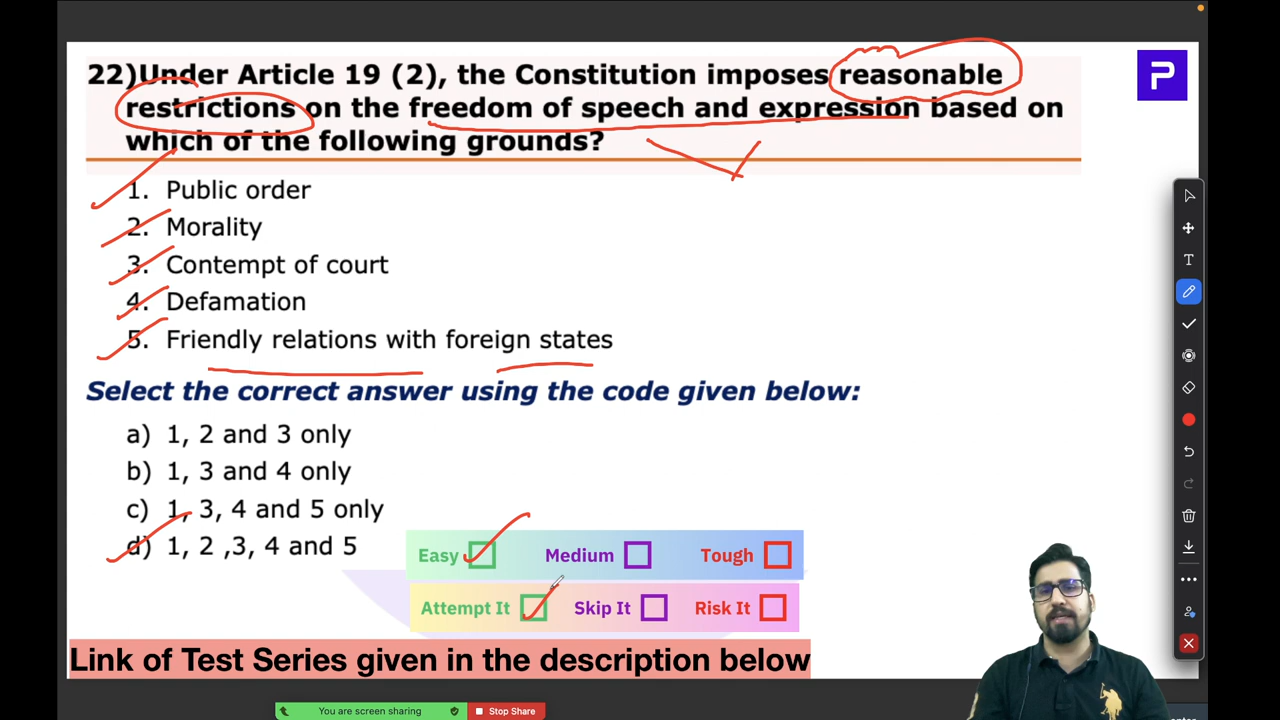 22)Under Article 19 (2), the Constitution imposes reasonable
restrictions on the freedom of speech and expression based on
which of the following grounds?
1. Public order
2. Morality
3. Contempt of court
4. Defamation
5. Friendly relations with foreign states
Select the correct answer using the code given below:
a) 1, 2 and 3 only
b) 1, 3 and 4 only
c) 1, 3, 4 and 5 only
d) 1, 2 ,3, 4 and 5
Easy Medium Tough
Attempt It Skip It Risk It
Link of Test Series given in the description below
You are screen sharing Stop Share
P
T